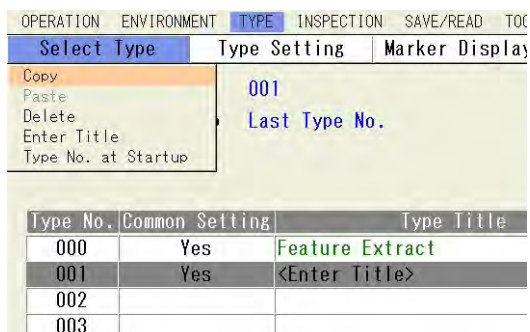 OPERATION ENVIRONMENT TYPE INSPECTION SAVE/READ
Select Type Type Setting Marker Display
Copy
Paste
Delete
Enter Title
Type No. at Startup
001
Last Type No.
Type No. Common Setting Type Title
000 Yes Feature Extract
001 Yes <Enter Title>
002
003